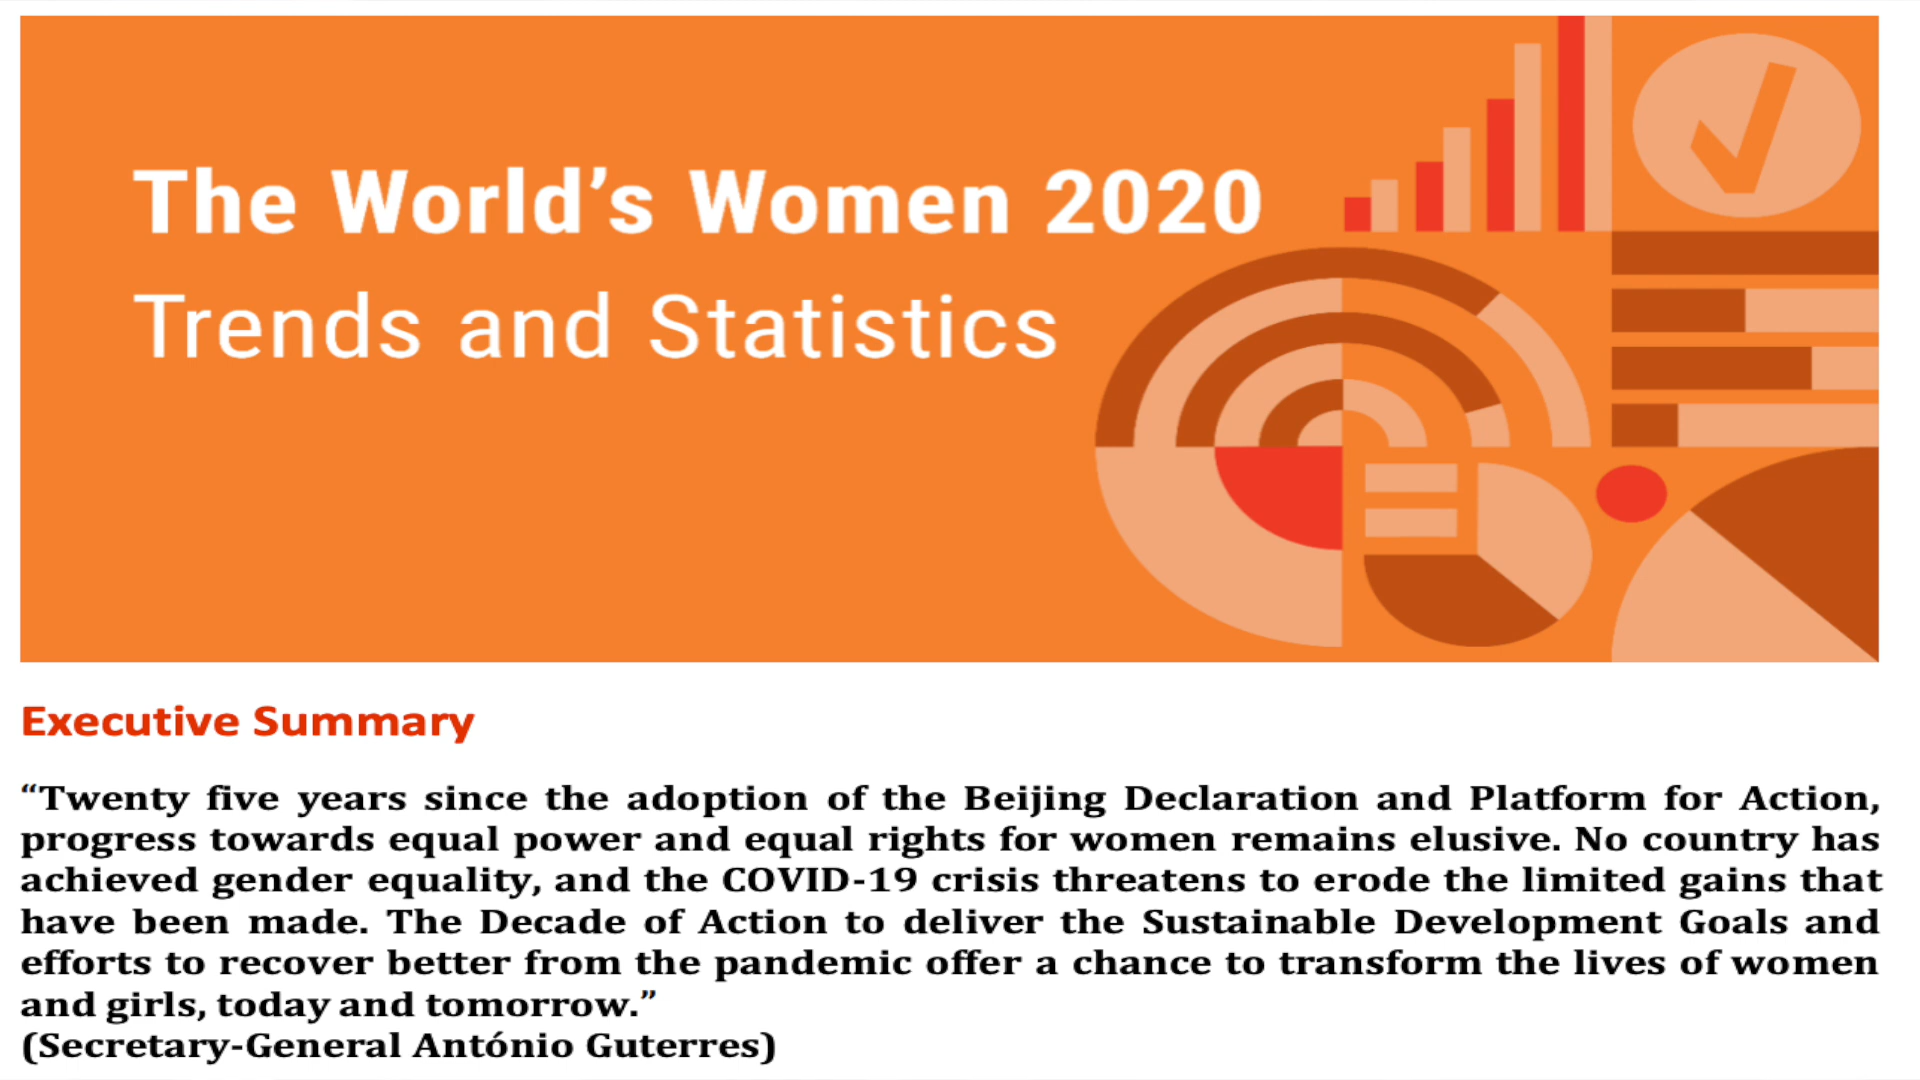 The World’s Women 2020
Trends and Statistics
Executive Summary
“Twenty five years since the adoption of the Beijing Declaration and Platform for Action,
progress towards equal power and equal rights for women remains elusive. No country has
achieved gender equality, and the COVID-19 crisis threatens to erode the limited gains that
have been made. The Decade of Action to deliver the Sustainable Development Goals and
efforts to recover better from the pandemic offer a chance to transform the lives of women
and girls, today and tomorrow.”
(Secretary-General António Guterres)